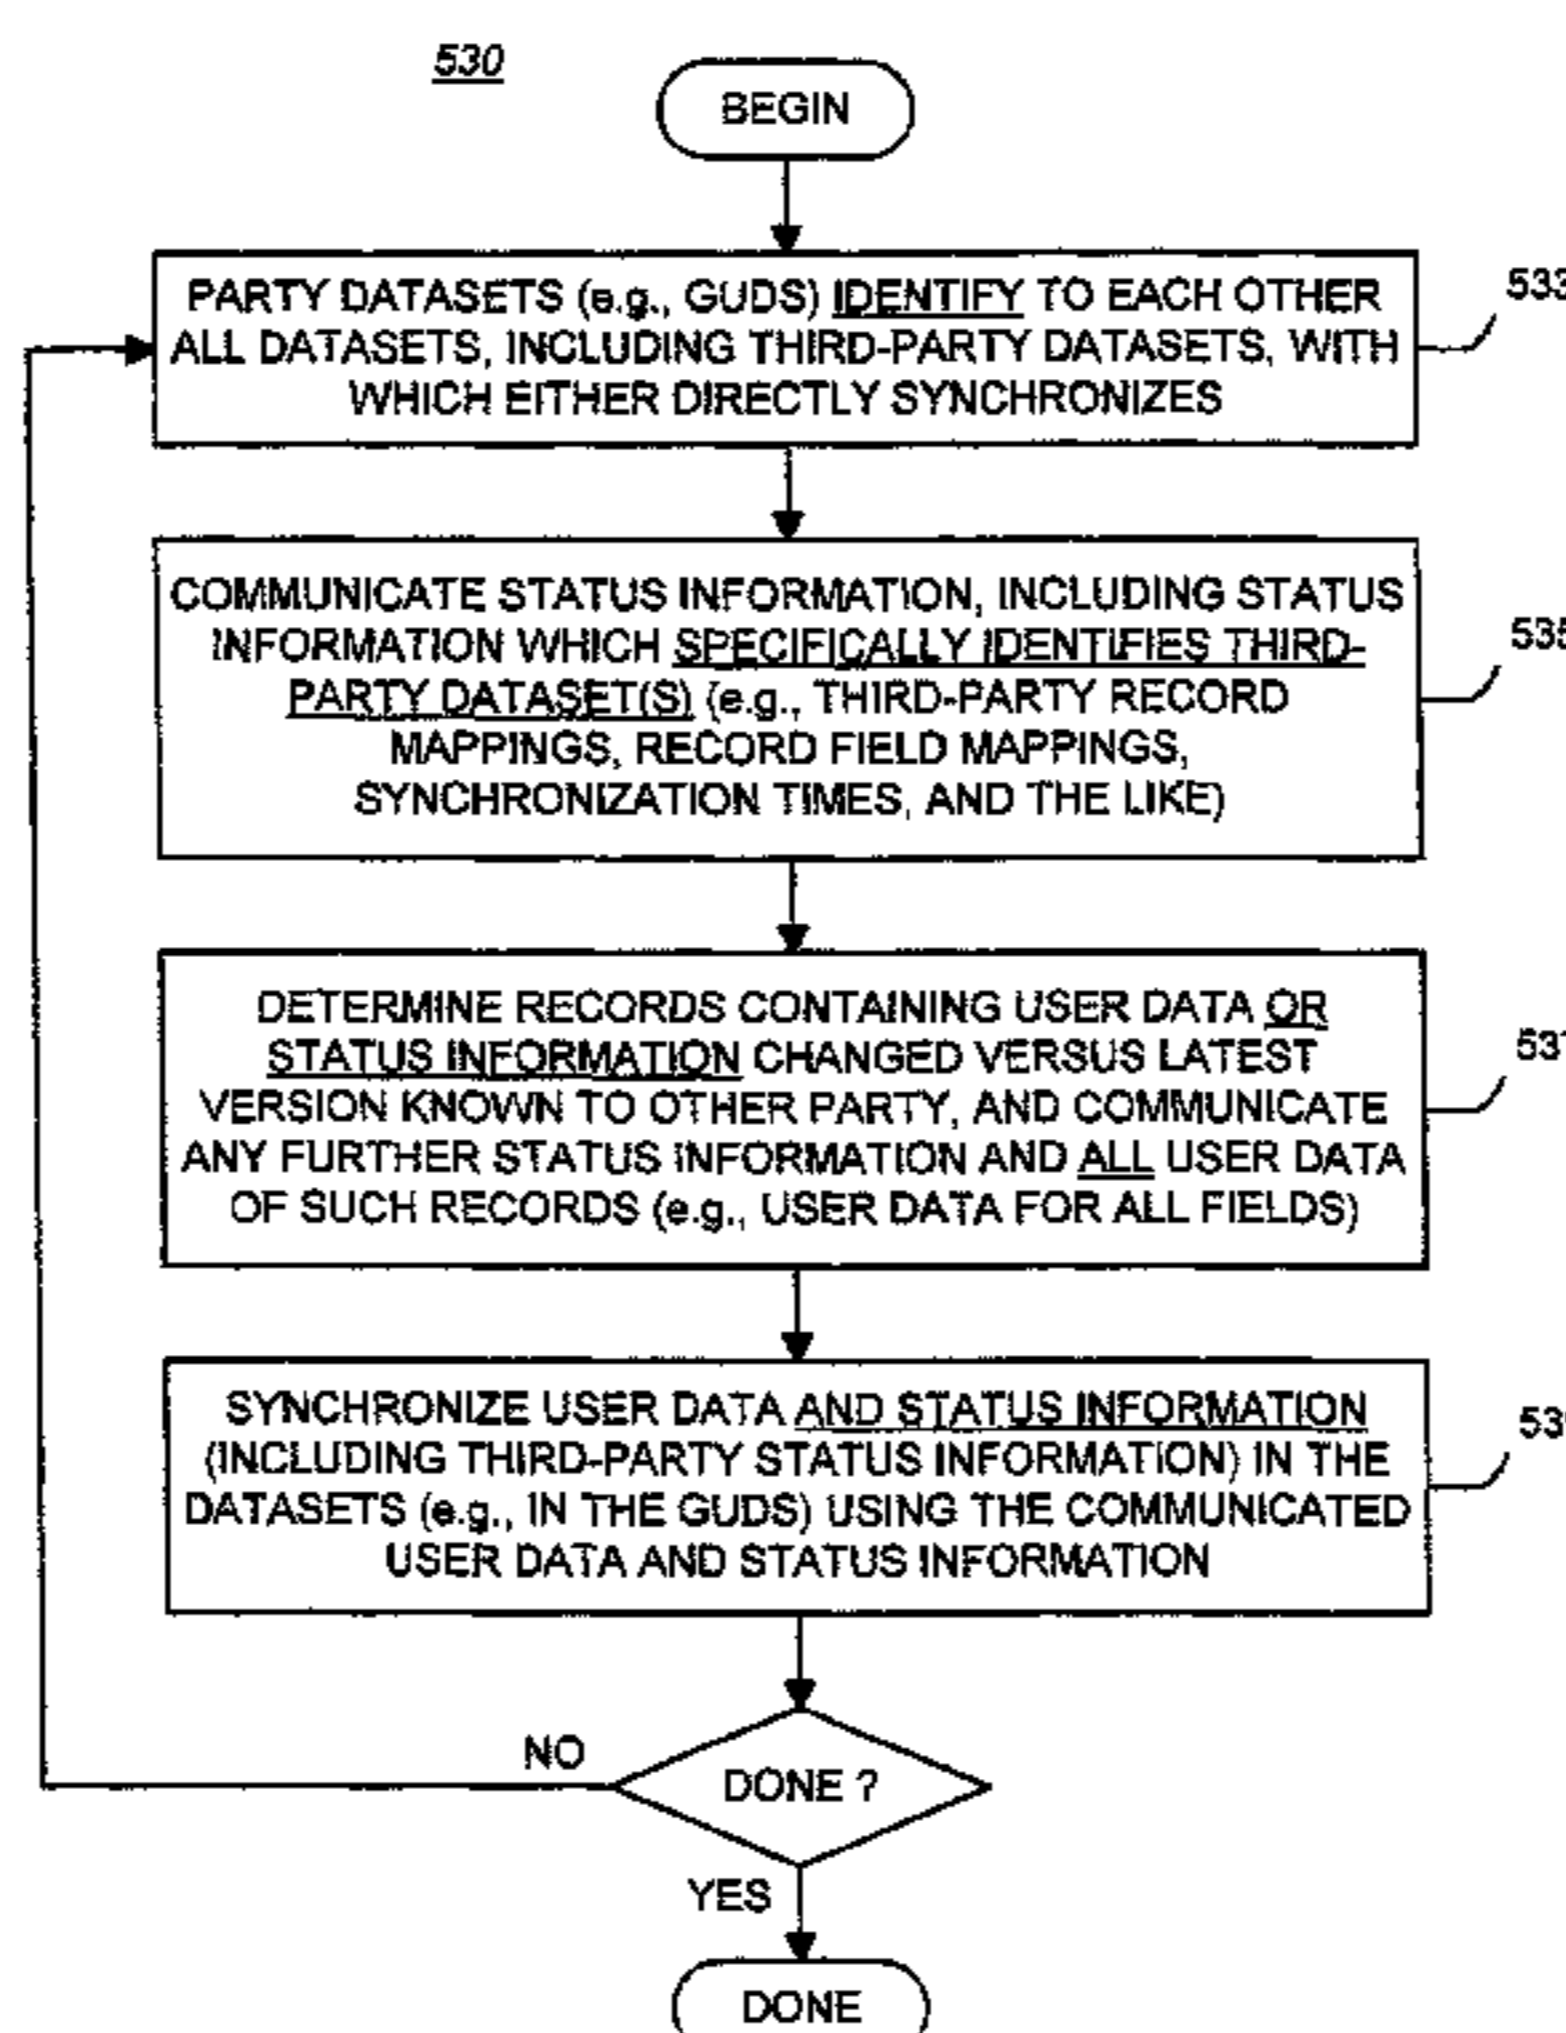 530
BEGIN
PARTY DATASETS (e.g., GUDS) IDENTIFY TO EACH OTHER
ALL DATASETS, INCLUDING THIRD-PARTY DATASETS, WITH
WHICH EITHER DIRECTLY SYNCHRONIZES
533
COMMUNICATE STATUS INFORMATION, INCLUDING STATUS
INFORMATION WHICH SPECIFICALLY IDENTIFIES THIRD-
PARTY DATASET(S) (e.g., THIRD-PARTY RECORD
MAPPINGS, RECORD FIELD MAPPINGS,
SYNCHRONIZATION TIMES, AND THE LIKE)
535
DETERMINE RECORDS CONTAINING USER DATA OR
STATUS INFORMATION CHANGED VERSUS LATEST
VERSION KNOWN TO OTHER PARTY, AND COMMUNICATE
ANY FURTHER STATUS INFORMATION AND ALL USER DATA
OF SUCH RECORDS (e.g., USER DATA FOR ALL FIELDS)
537
SYNCHRONIZE USER DATA AND STATUS INFORMATION
(INCLUDING THIRD-PARTY STATUS INFORMATION) IN THE
DATASETS (e.g., IN THE GUDS) USING THE COMMUNICATED
USER DATA AND STATUS INFORMATION
539
NO
DONE ?
YES
DONE